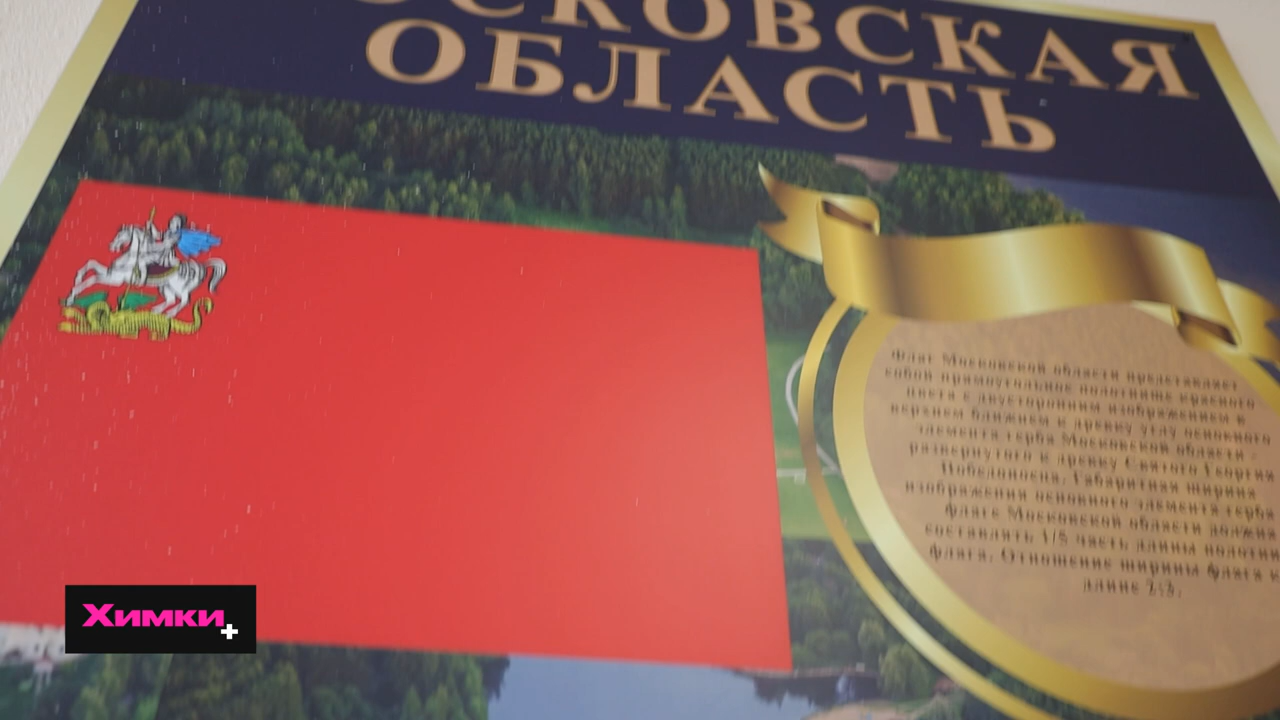 ОСКОВСКАЯ
ОБЛАСТЬ
Флаг Московской области представляет
собой прямоугольное полотнище красного
цвета с двусторонним изображением в
верхнем ближнем к древку углу основного
элемента герба Московской области -
развернутого к древку Святого Георгия
Победоносца. Габаритная ширина
изображения основного элемента герба
флаге Московской области должна
составлять 1/5 часть длины полотни
флага. Отношение ширины флага к
длине 2:3.
Химки+